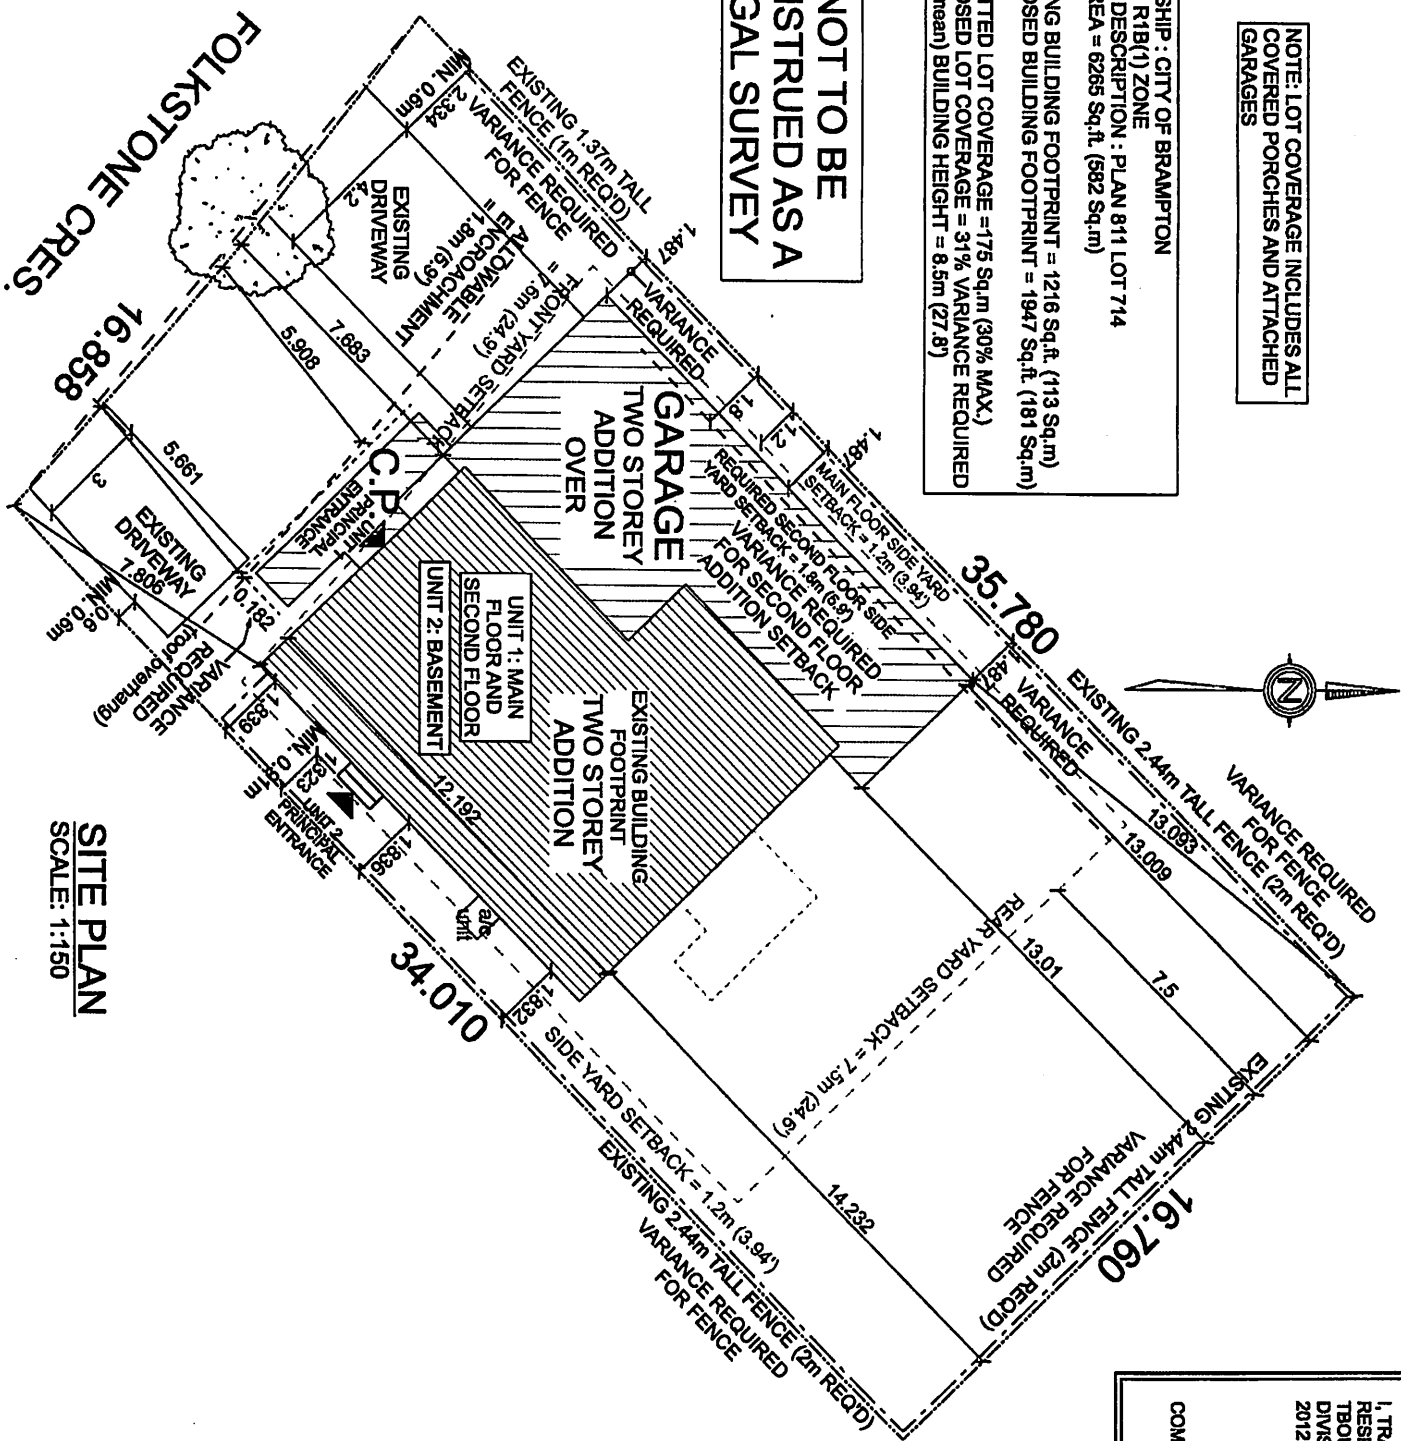 NOTE: LOT COVERAGE INCLUDES ALL
COVERED PORCHES AND ATTACHED
GARAGES
SHIP : CITY OF BRAMPTON
R1B(1) ZONE
DESCRIPTION : PLAN 811 LOT 714
REA = 6265 Sq.ft. (582 Sq.m)
NG BUILDING FOOTPRINT = 1216 Sq.ft. (113 Sq.m)
OSED BUILDING FOOTPRINT = 1947 Sq.ft. (181 Sq.m)
TTED LOT COVERAGE =175 Sq.m (30% MAX.)
OSED LOT COVERAGE = 31% VARIANCE REQUIRED
mean) BUILDING HEIGHT = 8.5m (27.8')
NOT TO BE
ISTRUED AS A
GAL SURVEY
FOLKSTONE CRES.
16.858
MIN. 0.6m
2.334
EXISTING 1.37m TALL
FENCE (1m REQ'D)
VARIANCE REQUIRED
FOR FENCE
EXISTING
DRIVEWAY
4.2
ALLOWABLE
ENCROACHMENT
= 1.8m (5.9')
FRONT YARD SETBACK
= 7.6m (24.9')
7.683
5.908
5.661
3
EXISTING
DRIVEWAY
7.806
0.6
MIN. 0.6m
0.182
VARIANCE
REQUIRED
(roof overhang)
C.P.
UNIT
PRINCIPAL
ENTRANCE
1.487
VARIANCE
REQUIRED
1.8
1.2
1.487
MAIN FLOOR SIDE YARD
SETBACK = 1.2m (3.94')
REQUIRED SECOND FLOOR SIDE
YARD SETBACK = 1.8m (5.9')
VARIANCE REQUIRED
FOR SECOND FLOOR
ADDITION SETBACK
GARAGE
TWO STOREY
ADDITION
OVER
35.780
VARIANCE
REQUIRED
EXISTING 2.44m TALL FENCE (2m REQ'D)
VARIANCE REQUIRED
FOR FENCE
13.093
13.009
13.01
7.5
REAR YARD SETBACK = 7.5m (24.6')
14.232
EXISTING 2.44m TALL FENCE (2m REQ'D)
VARIANCE REQUIRED
FOR FENCE
16.760
EXISTING BUILDING
FOOTPRINT
TWO STOREY
ADDITION
UNIT 1: MAIN
FLOOR AND
SECOND FLOOR
UNIT 2: BASEMENT
12.192
1.839
1.323
UNIT 2
PRINCIPAL
ENTRANCE
1.836
a/c
unit
1.832
34.010
SIDE YARD SETBACK = 1.2m (3.94')
EXISTING 2.44m TALL FENCE (2m REQ'D)
VARIANCE REQUIRED
FOR FENCE
N
SITE PLAN
SCALE: 1:150
I, TRA
RESI
TBOI
DIVIS
2012
COM